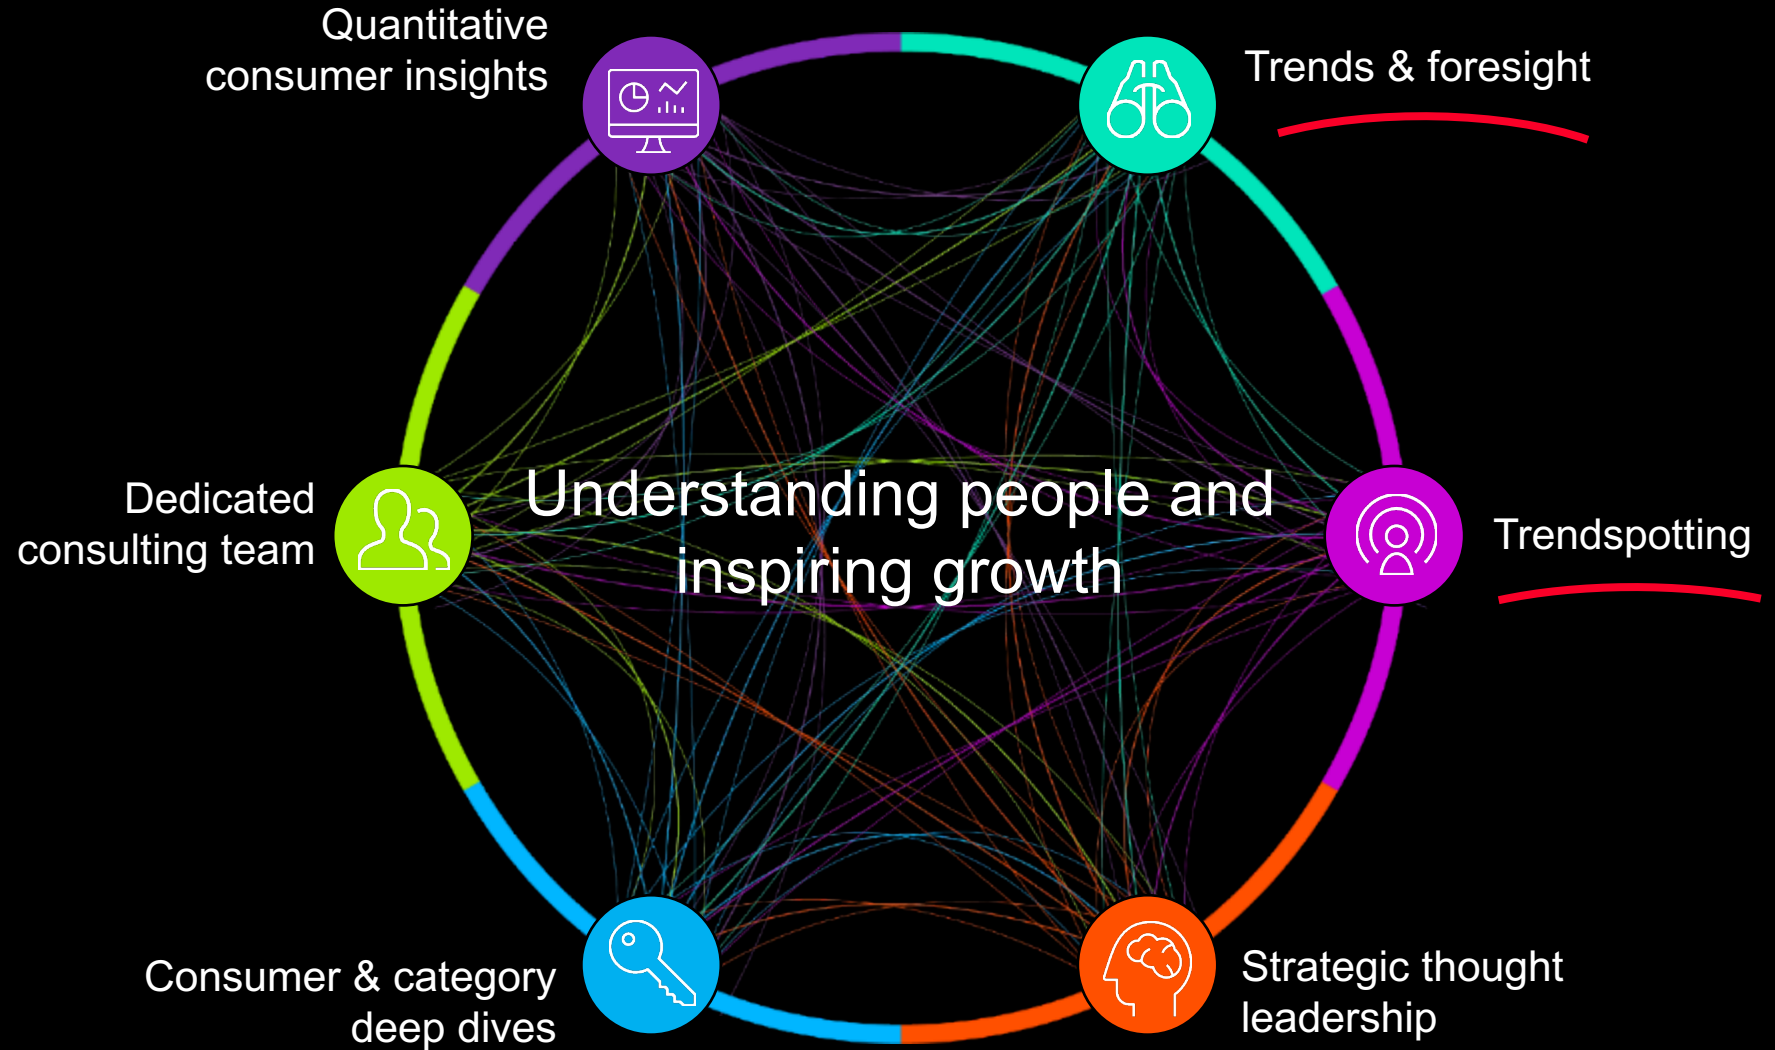 Quantitative
consumer insights
Trends & foresight
Dedicated
consulting team
Understanding people and
inspiring growth
Trendspotting
Consumer & category
deep dives
Strategic thought
leadership